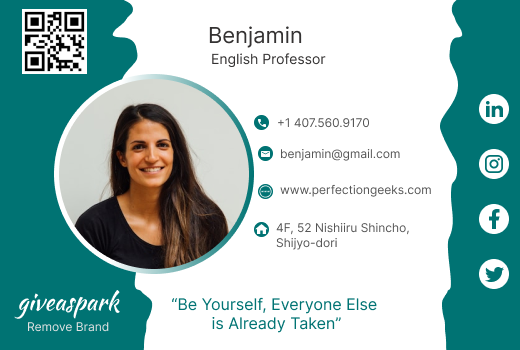 Benjamin
English Professor
+1 407.560.9170
benjamin@gmail.com
www.perfectiongeeks.com
4F, 52 Nishiiru Shincho,
Shijyo-dori
giveaspark
Remove Brand
“Be Yourself, Everyone Else
is Already Taken”
in